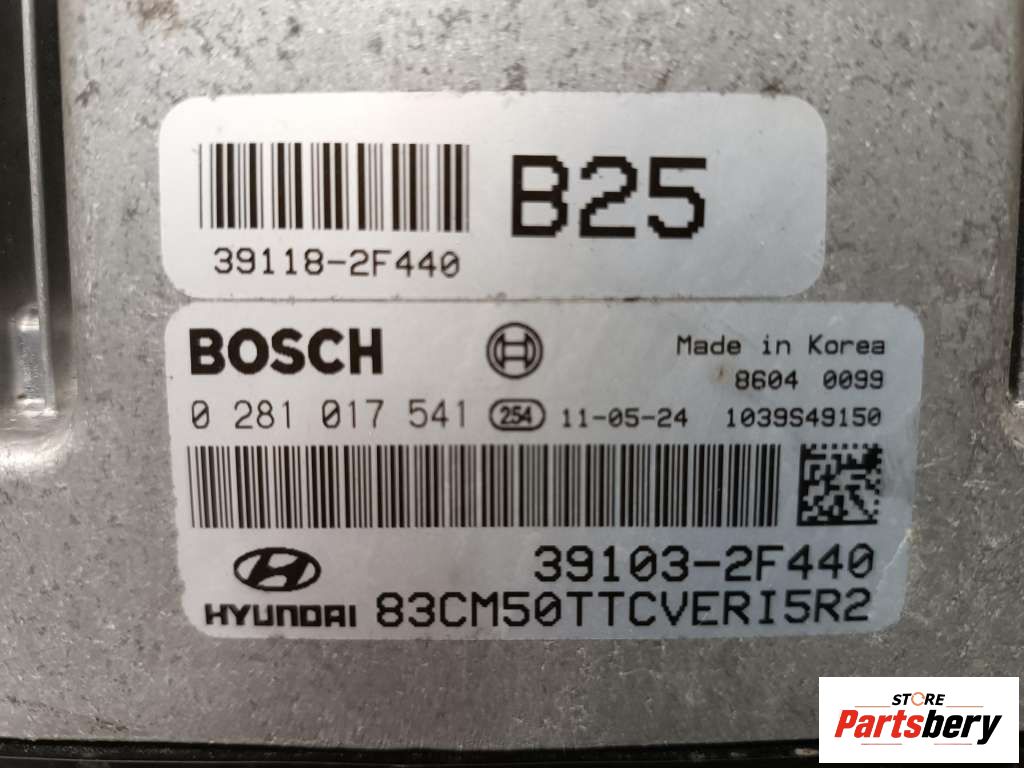 B25
39118-2F440
BOSCH
Made in Korea
8604 0099
0 281 017 541 254 11-05-24 1039S49150
39103-2F440
HYUNDAI 83CM50TTCVERI5R2
STORE
Partsbery